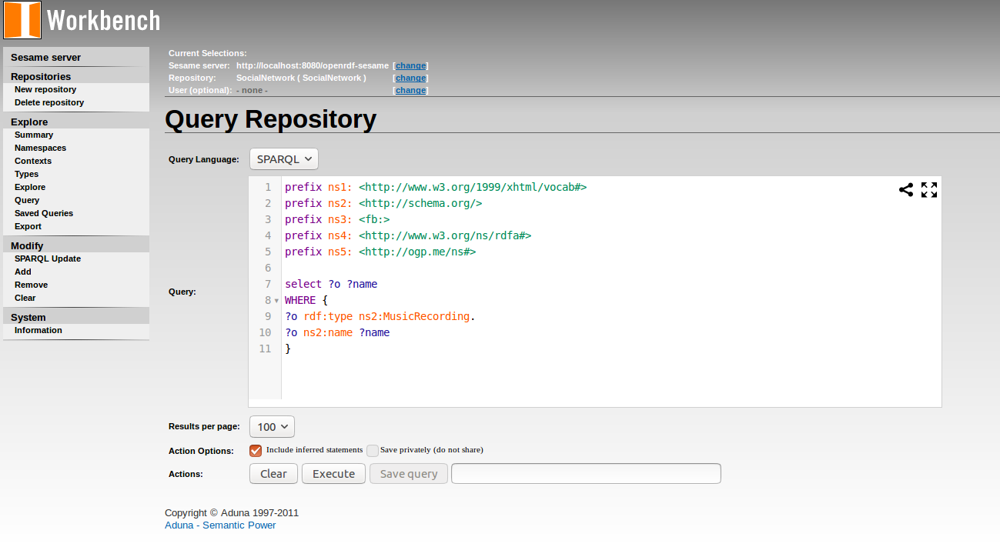 Workbench
Sesame server
Repositories
New repository
Delete repository
Explore
Summary
Namespaces
Contexts
Types
Explore
Query
Saved Queries
Export
Modify
SPARQL Update
Add
Remove
Clear
System
Information
Current Selections:
Sesame server: http://localhost:8080/openrdf-sesame [change]
Repository: SocialNetwork ( SocialNetwork ) [change]
User (optional): - none - [change]
Query Repository
Query Language: SPARQL
Query:
1 prefix ns1: <http://www.w3.org/1999/xhtml/vocab#>
2 prefix ns2: <http://schema.org/>
3 prefix ns3: <fb:>
4 prefix ns4: <http://www.w3.org/ns/rdfa#>
5 prefix ns5: <http://ogp.me/ns#>
6
7 select ?o ?name
8 WHERE {
9 ?o rdf:type ns2:MusicRecording.
10 ?o ns2:name ?name
11 }
Results per page: 100
Action Options: Include inferred statements Save privately (do not share)
Actions: Clear Execute Save query
Copyright © Aduna 1997-2011
Aduna - Semantic Power